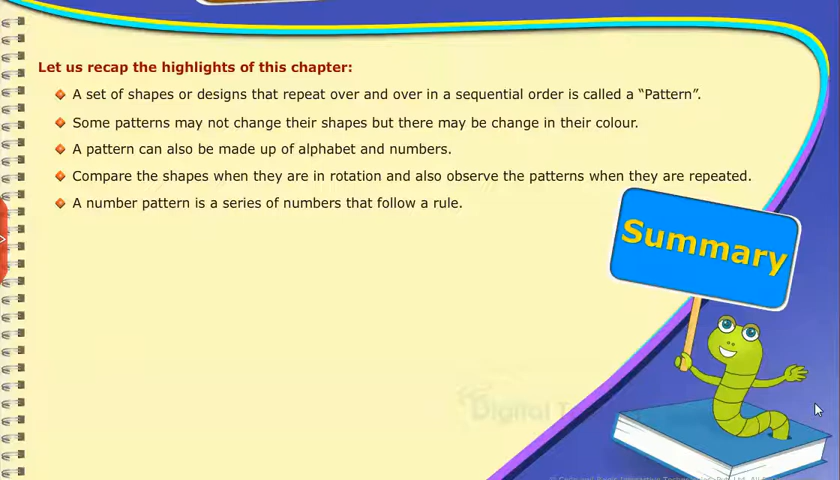 Let us recap the highlights of this chapter:
A set of shapes or designs that repeat over and over in a sequential order is called a “Pattern”.
Some patterns may not change their shapes but there may be change in their colour.
A pattern can also be made up of alphabet and numbers.
Compare the shapes when they are in rotation and also observe the patterns when they are repeated.
A number pattern is a series of numbers that follow a rule.
Summary
Digital